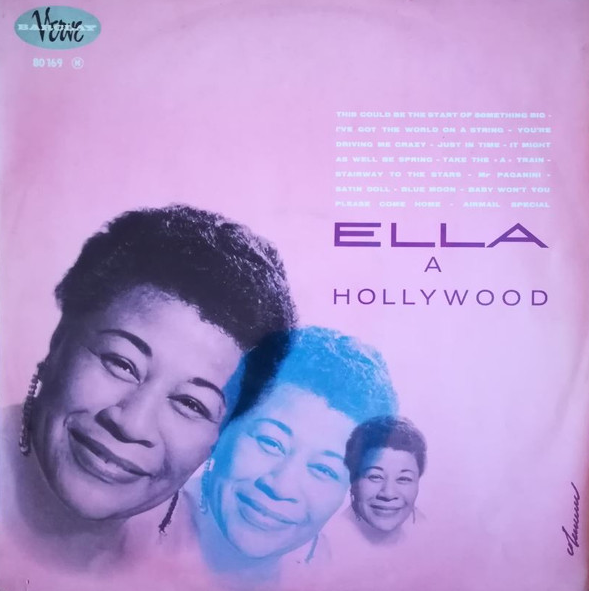 BARCLAY
Verve
80 169 M
THIS COULD BE THE START OF SOMETHING BIG -
I'VE GOT THE WORLD ON A STRING - YOU'RE
DRIVING ME CRAZY - JUST IN TIME - IT MIGHT
AS WELL BE SPRING - TAKE THE «A» TRAIN -
STAIRWAY TO THE STARS - Mr PAGANINI -
SATIN DOLL - BLUE MOON - BABY WON'T YOU
PLEASE COME HOME - AIRMAIL SPECIAL
ELLA
A
HOLLYWOOD